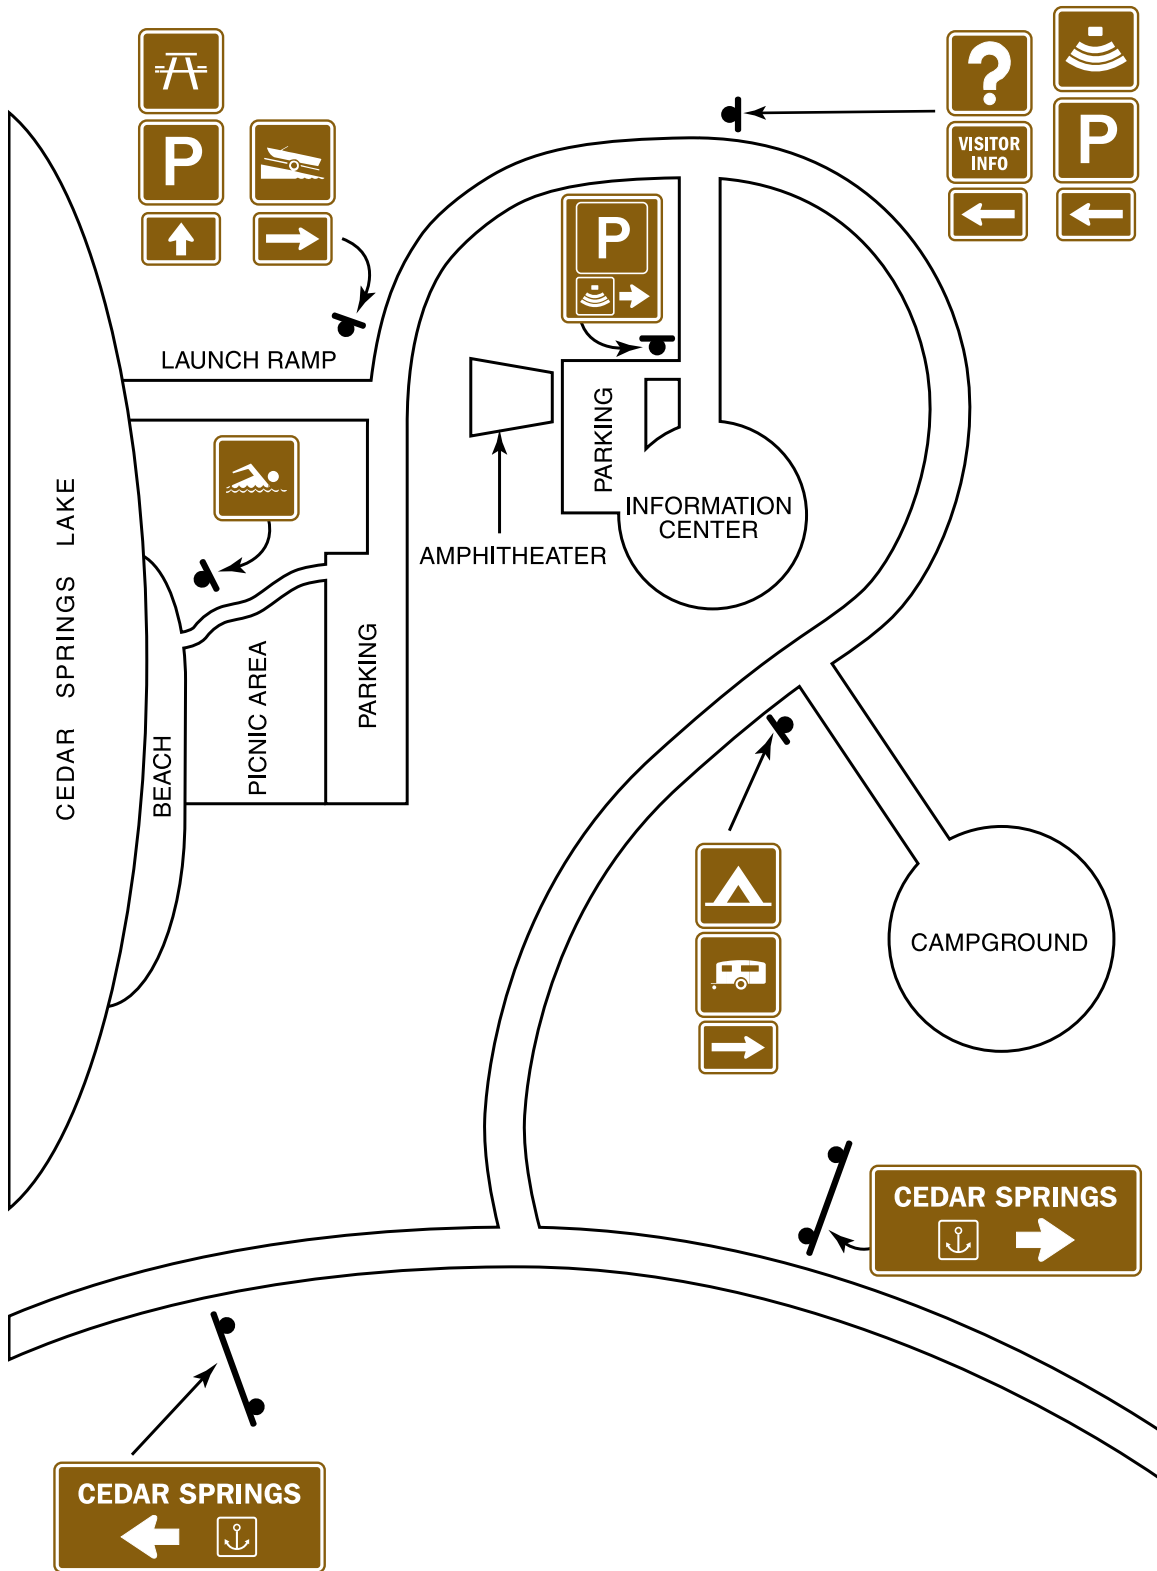 P
?
VISITOR
INFO
P
P
LAUNCH RAMP
PARKING
INFORMATION
CENTER
AMPHITHEATER
CEDAR SPRINGS LAKE
BEACH
PICNIC AREA
PARKING
CAMPGROUND
CEDAR SPRINGS
CEDAR SPRINGS